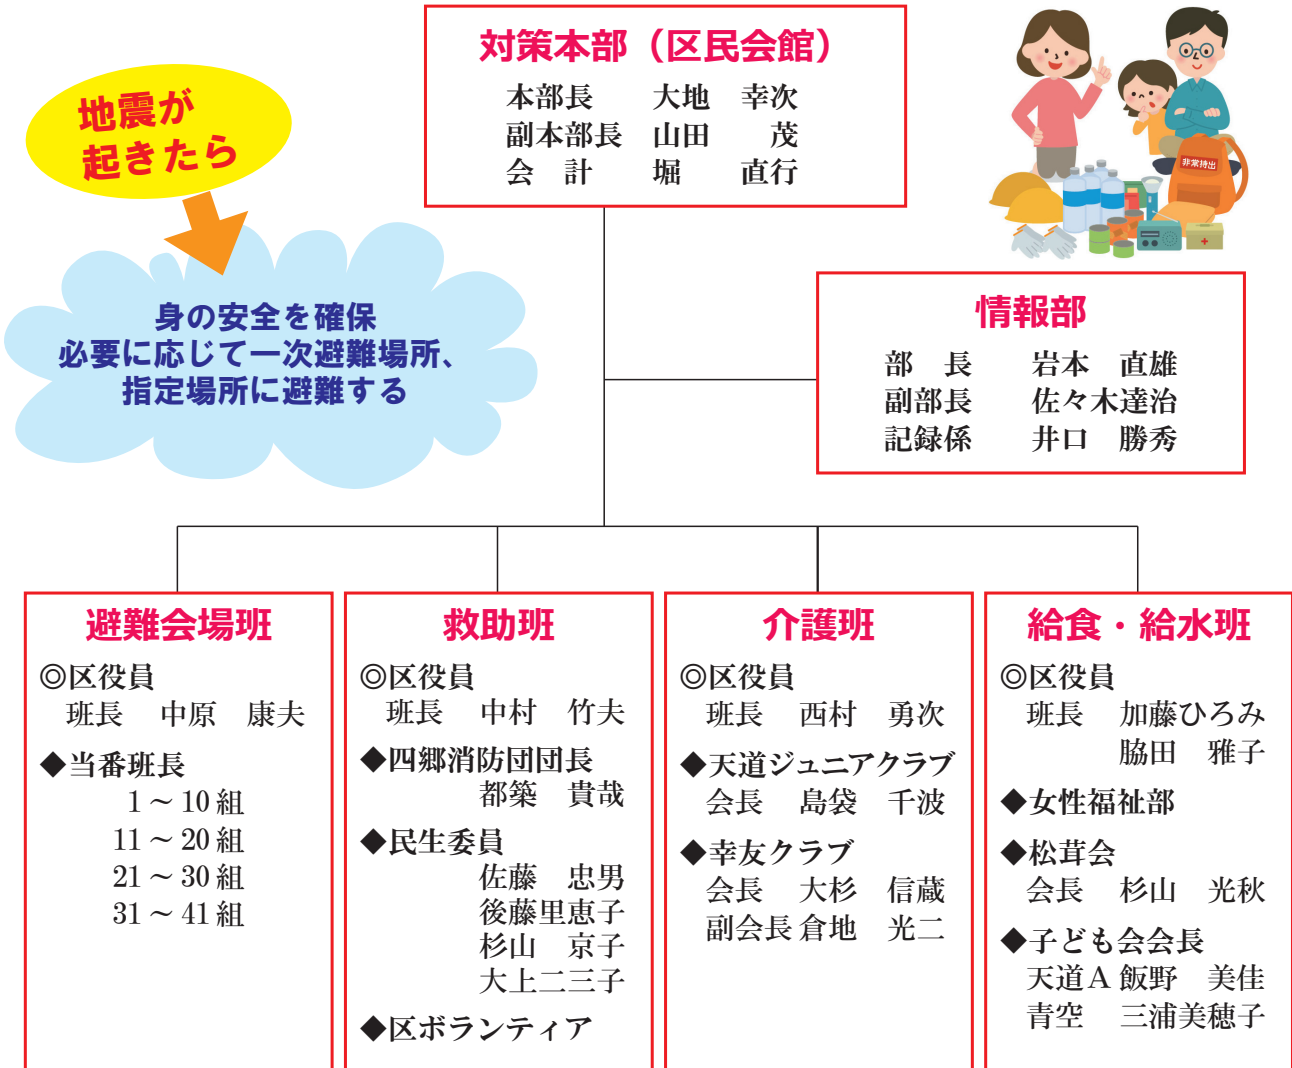 対策本部（区民会館）
本部長　大地　幸次
副本部長　山田　茂
会　計　堀　直行
地震が
起きたら
身の安全を確保
必要に応じて一次避難場所、
指定場所に避難する
非常持出
情報部
部　長　岩本　直雄
副部長　佐々木達治
記録係　井口　勝秀
避難会場班
◎区役員
班長　中原　康夫
◆当番班長
1～10組
11～20組
21～30組
31～41組
救助班
◎区役員
班長　中村　竹夫
◆四郷消防団団長
都築　貴哉
◆民生委員
佐藤　忠男
後藤里恵子
杉山　京子
大上二三子
◆区ボランティア
介護班
◎区役員
班長　西村　勇次
◆天道ジュニアクラブ
会長　島袋　千波
◆幸友クラブ
会長　大杉　信蔵
副会長 倉地　光二
給食・給水班
◎区役員
班長　加藤ひろみ
脇田　雅子
◆女性福祉部
◆松茸会
会長　杉山　光秋
◆子ども会会長
天道A 飯野　美佳
青空　三浦美穂子